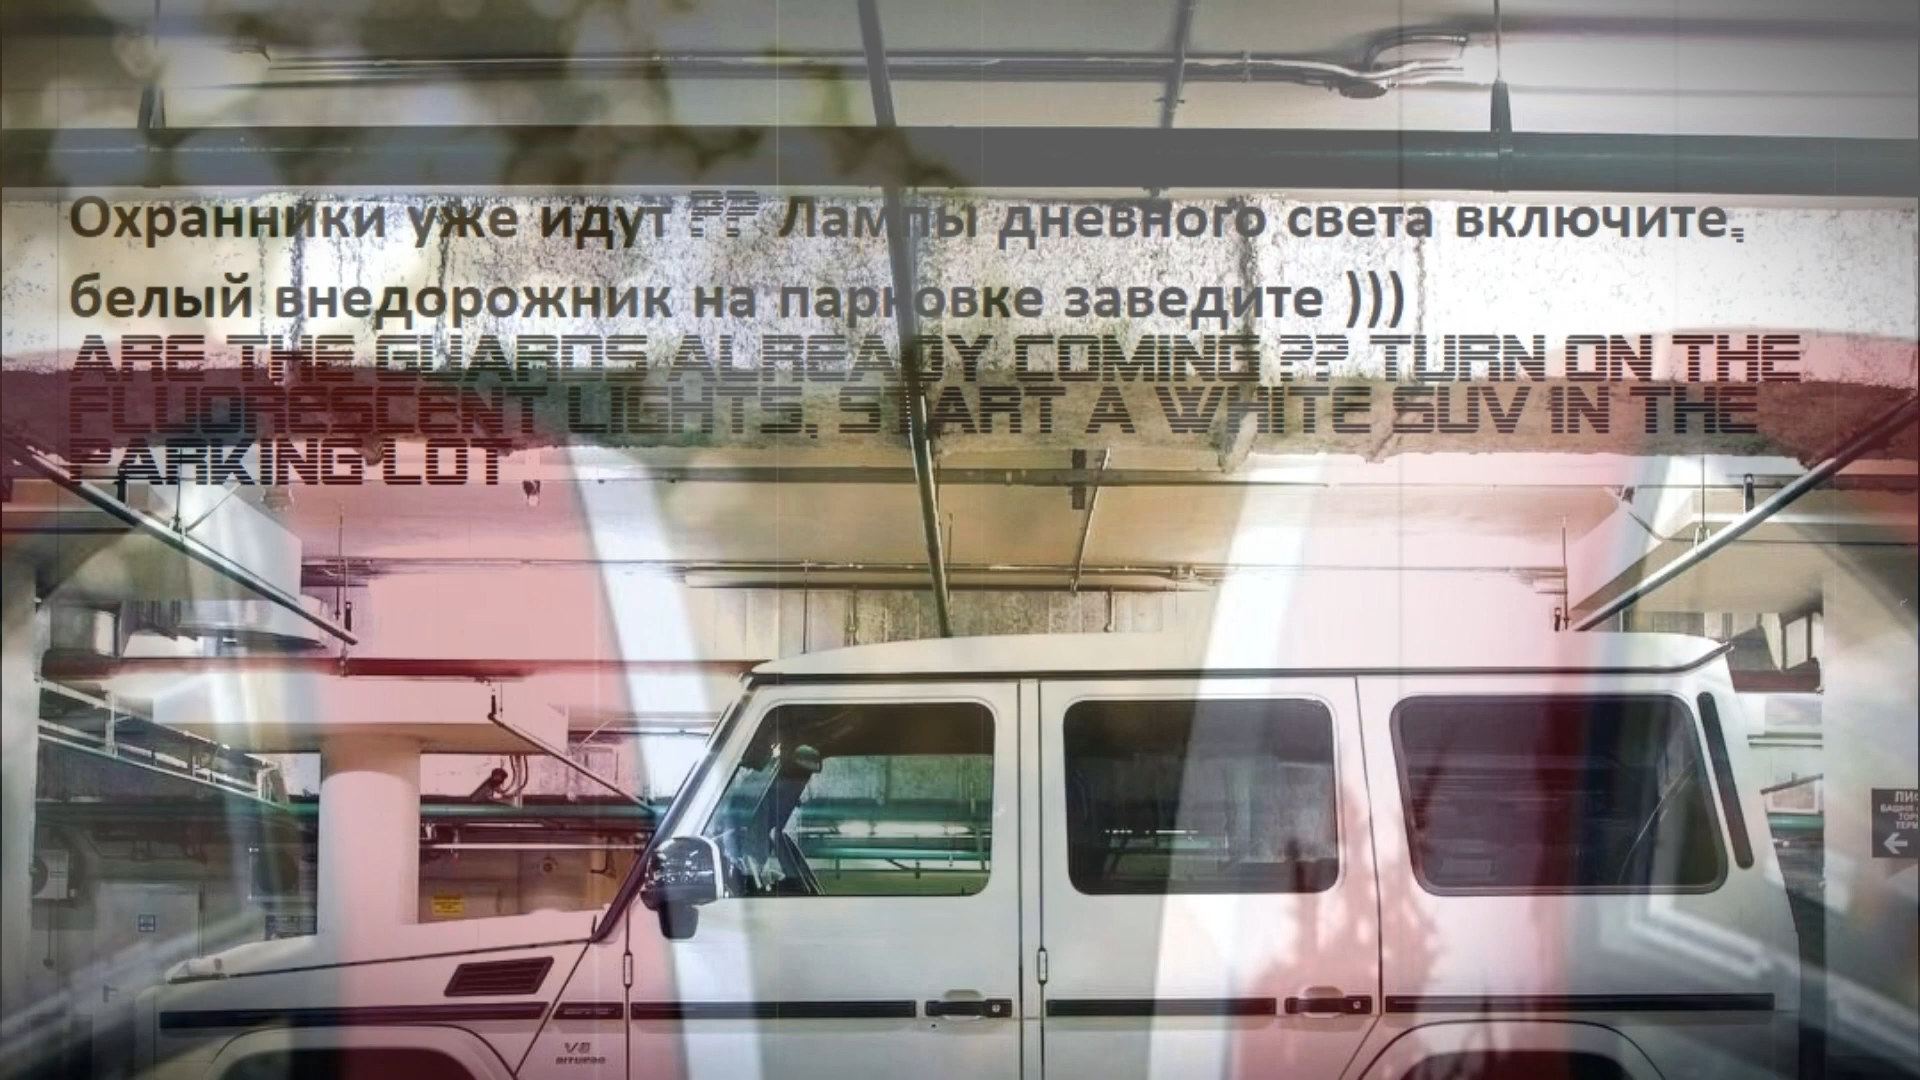 Охранники уже идут ?? Лампы дневного света включите,
белый внедорожник на парковке заведите )))
ARE THE GUARDS ALREADY COMING ?? TURN ON THE
FLUORESCENT LIGHTS, START A WHITE SUV IN THE
PARKING LOT
V8
BITURBO